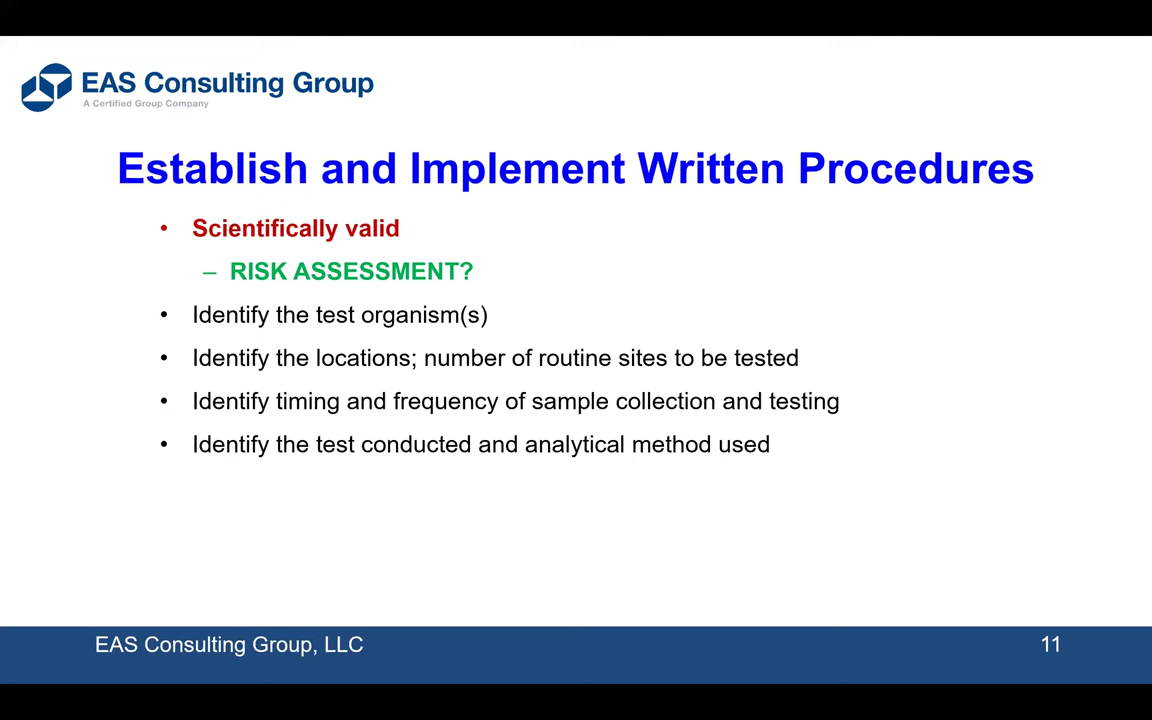 EAS Consulting Group
A Certified Group Company
Establish and Implement Written Procedures
• Scientifically valid
– RISK ASSESSMENT?
• Identify the test organism(s)
• Identify the locations; number of routine sites to be tested
• Identify timing and frequency of sample collection and testing
• Identify the test conducted and analytical method used
EAS Consulting Group, LLC
11